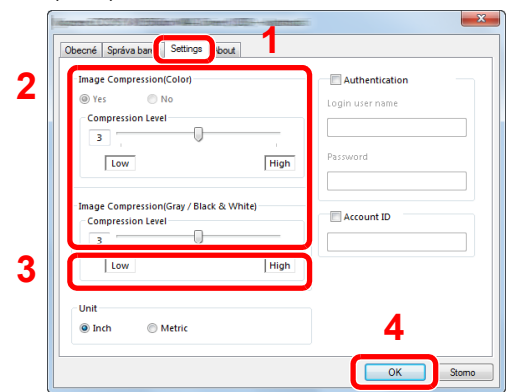 1
Obecné Správa bare Settings bout
2
Image Compression(Color)
Yes No
Compression Level
3
Low High
Image Compression(Gray / Black & White)
Compression Level
3
3
Low High
Unit
Inch Metric
Authentication
Login user name
Password
Account ID
4
OK Storno